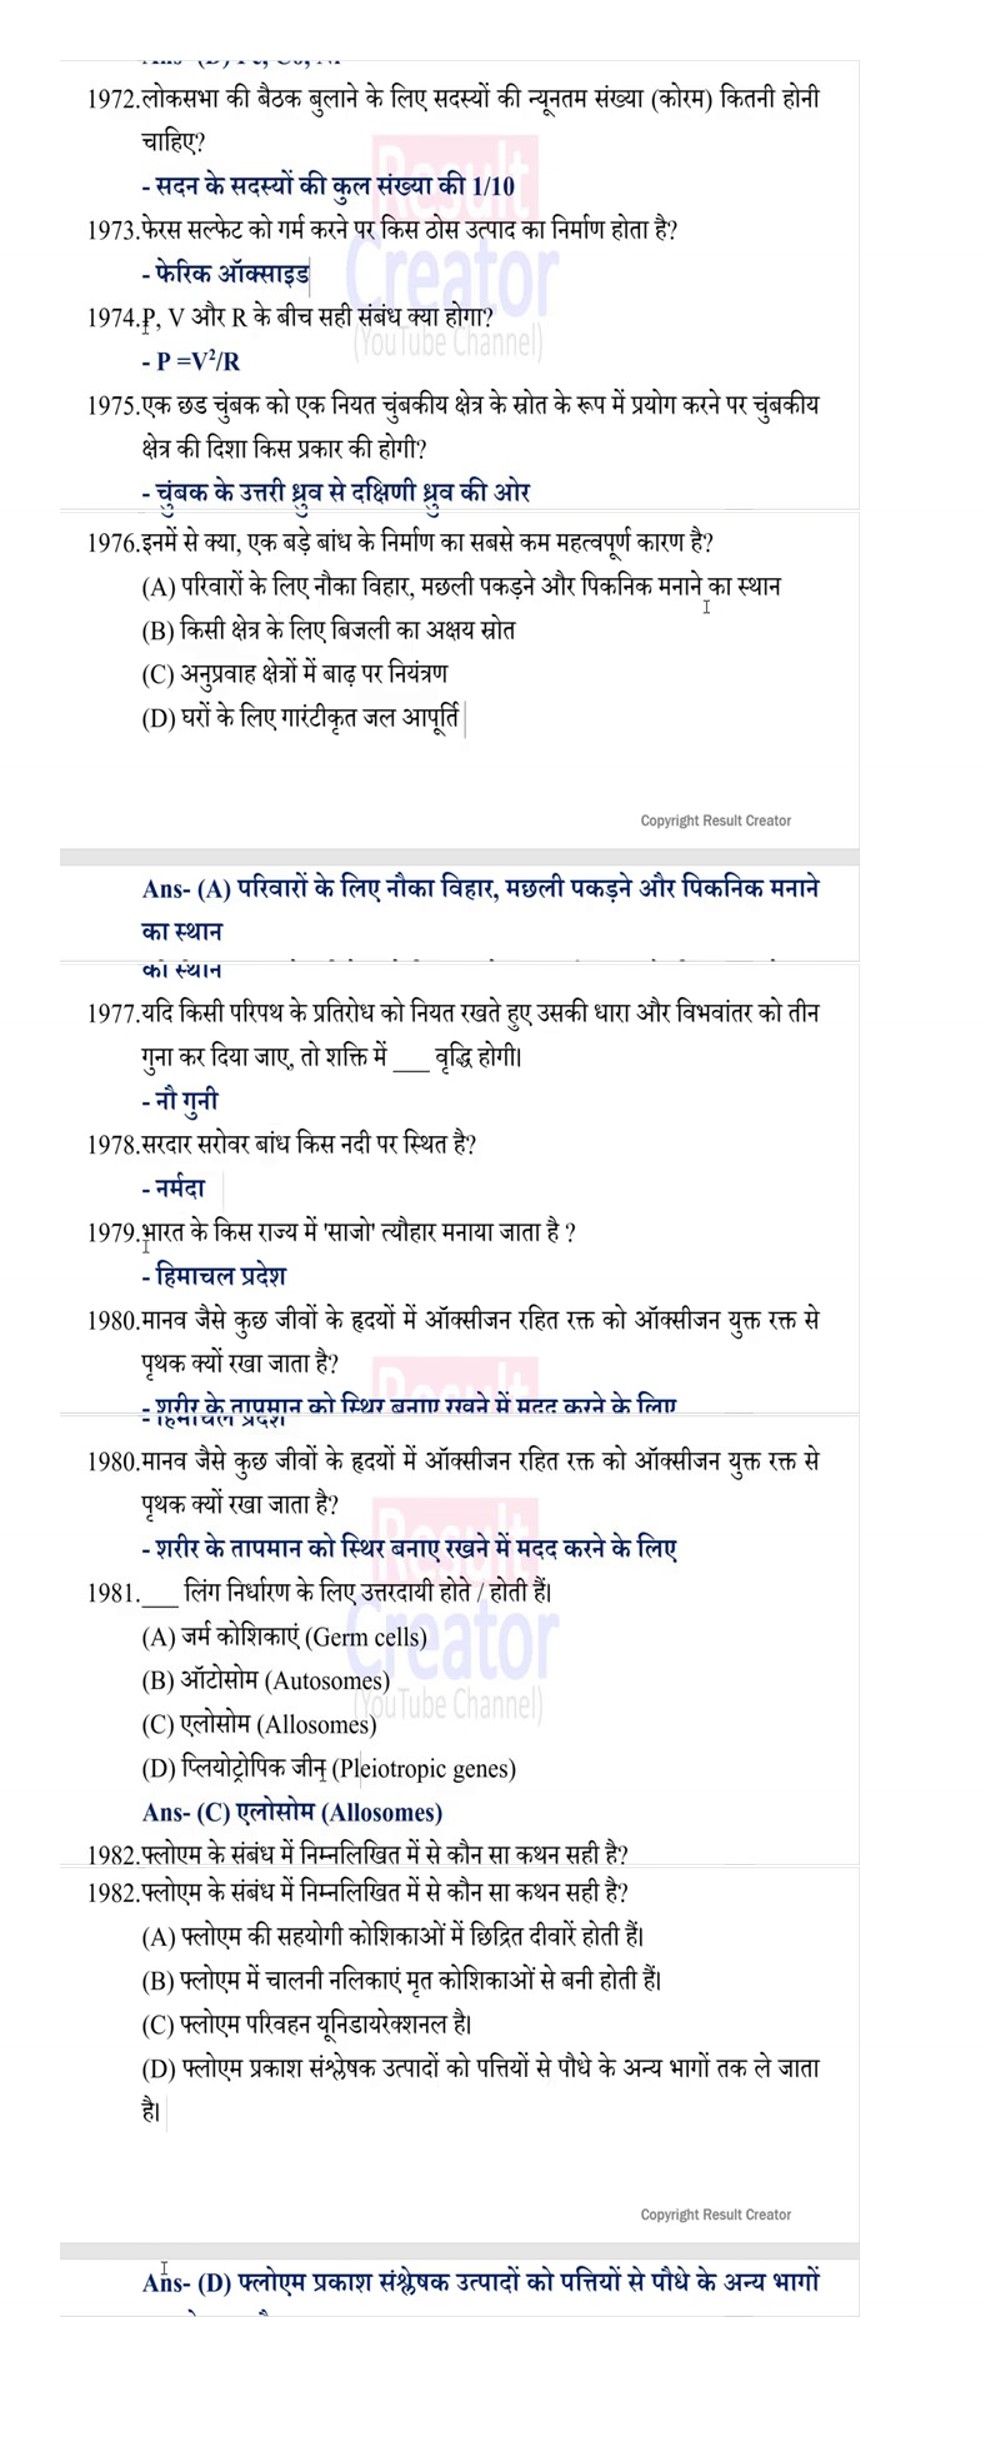 1972.लोकसभा की बैठक बुलाने के लिए सदस्यों की न्यूनतम संख्या (कोरम) कितनी होनी
चाहिए?
- सदन के सदस्यों की कुल संख्या की 1/10
1973.फेरस सल्फेट को गर्म करने पर किस ठोस उत्पाद का निर्माण होता है?
- फेरिक ऑक्साइड
1974.P, V और R के बीच सही संबंध क्या होगा?
- P =V²/R
1975.एक छड चुंबक को एक नियत चुंबकीय क्षेत्र के स्रोत के रूप में प्रयोग करने पर चुंबकीय
क्षेत्र की दिशा किस प्रकार की होगी?
- चुंबक के उत्तरी ध्रुव से दक्षिणी ध्रुव की ओर
Result
Creator
(YouTube Channel)
1976.इनमें से क्या, एक बड़े बांध के निर्माण का सबसे कम महत्वपूर्ण कारण है?
(A) परिवारों के लिए नौका विहार, मछली पकड़ने और पिकनिक मनाने का स्थान
(B) किसी क्षेत्र के लिए बिजली का अक्षय स्रोत
(C) अनुप्रवाह क्षेत्रों में बाढ़ पर नियंत्रण
(D) घरों के लिए गारंटीकृत जल आपूर्ति
Copyright Result Creator
Ans- (A) परिवारों के लिए नौका विहार, मछली पकड़ने और पिकनिक मनाने
का स्थान
का स्थान
1977.यदि किसी परिपथ के प्रतिरोध को नियत रखते हुए उसकी धारा और विभवांतर को तीन
गुना कर दिया जाए, तो शक्ति में ___ वृद्धि होगी।
- नौ गुनी
1978.सरदार सरोवर बांध किस नदी पर स्थित है?
- नर्मदा
1979.भारत के किस राज्य में 'साजो' त्यौहार मनाया जाता है ?
- हिमाचल प्रदेश
1980.मानव जैसे कुछ जीवों के हृदयों में ऑक्सीजन रहित रक्त को ऑक्सीजन युक्त रक्त से
पृथक क्यों रखा जाता है?
- शरीर के तापमान को स्थिर बनाए रखने में मदद करने के लिए
- हिमाचल प्रदेश
1980.मानव जैसे कुछ जीवों के हृदयों में ऑक्सीजन रहित रक्त को ऑक्सीजन युक्त रक्त से
पृथक क्यों रखा जाता है?
- शरीर के तापमान को स्थिर बनाए रखने में मदद करने के लिए
1981.___ लिंग निर्धारण के लिए उत्तरदायी होते / होती हैं।
(A) जर्म कोशिकाएं (Germ cells)
(B) ऑटोसोम (Autosomes)
(C) एलोसोम (Allosomes)
(D) प्लियोट्रोपिक जीन् (Pleiotropic genes)
Ans- (C) एलोसोम (Allosomes)
Result
Creator
(YouTube Channel)
1982.फ्लोएम के संबंध में निम्नलिखित में से कौन सा कथन सही है?
1982.फ्लोएम के संबंध में निम्नलिखित में से कौन सा कथन सही है?
(A) फ्लोएम की सहयोगी कोशिकाओं में छिद्रित दीवारें होती हैं।
(B) फ्लोएम में चालनी नलिकाएं मृत कोशिकाओं से बनी होती हैं।
(C) फ्लोएम परिवहन यूनिडायरेक्शनल है।
(D) फ्लोएम प्रकाश संश्लेषक उत्पादों को पत्तियों से पौधे के अन्य भागों तक ले जाता
है।
Copyright Result Creator
Ans- (D) फ्लोएम प्रकाश संश्लेषक उत्पादों को पत्तियों से पौधे के अन्य भागों